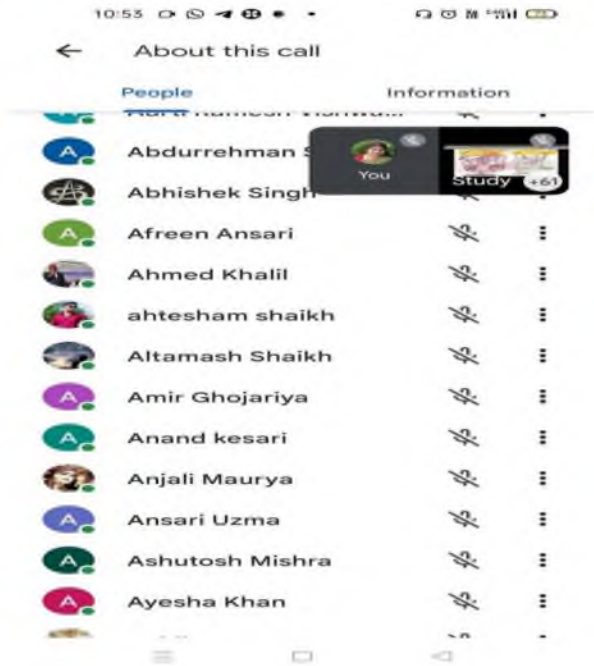 10:53
About this call
People Information
Abdurrehman S
You
Study +61
Abhishek Singh
Afreen Ansari
Ahmed Khalil
ahtesham shaikh
Altamash Shaikh
Amir Ghojariya
Anand kesari
Anjali Maurya
Ansari Uzma
Ashutosh Mishra
Ayesha Khan